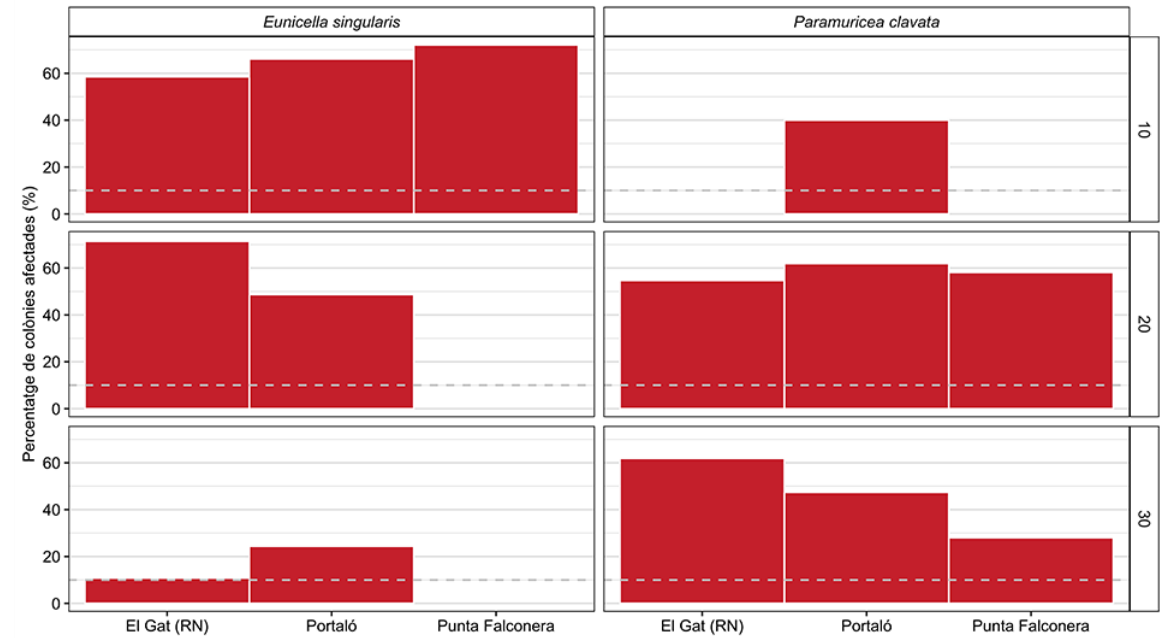 Eunicella singularis
Paramuricea clavata
Percentatge de colònies afectades (%)
60
40
20
0
10
60
40
20
0
20
60
40
20
0
30
El Gat (RN)
Portaló
Punta Falconera
El Gat (RN)
Portaló
Punta Falconera